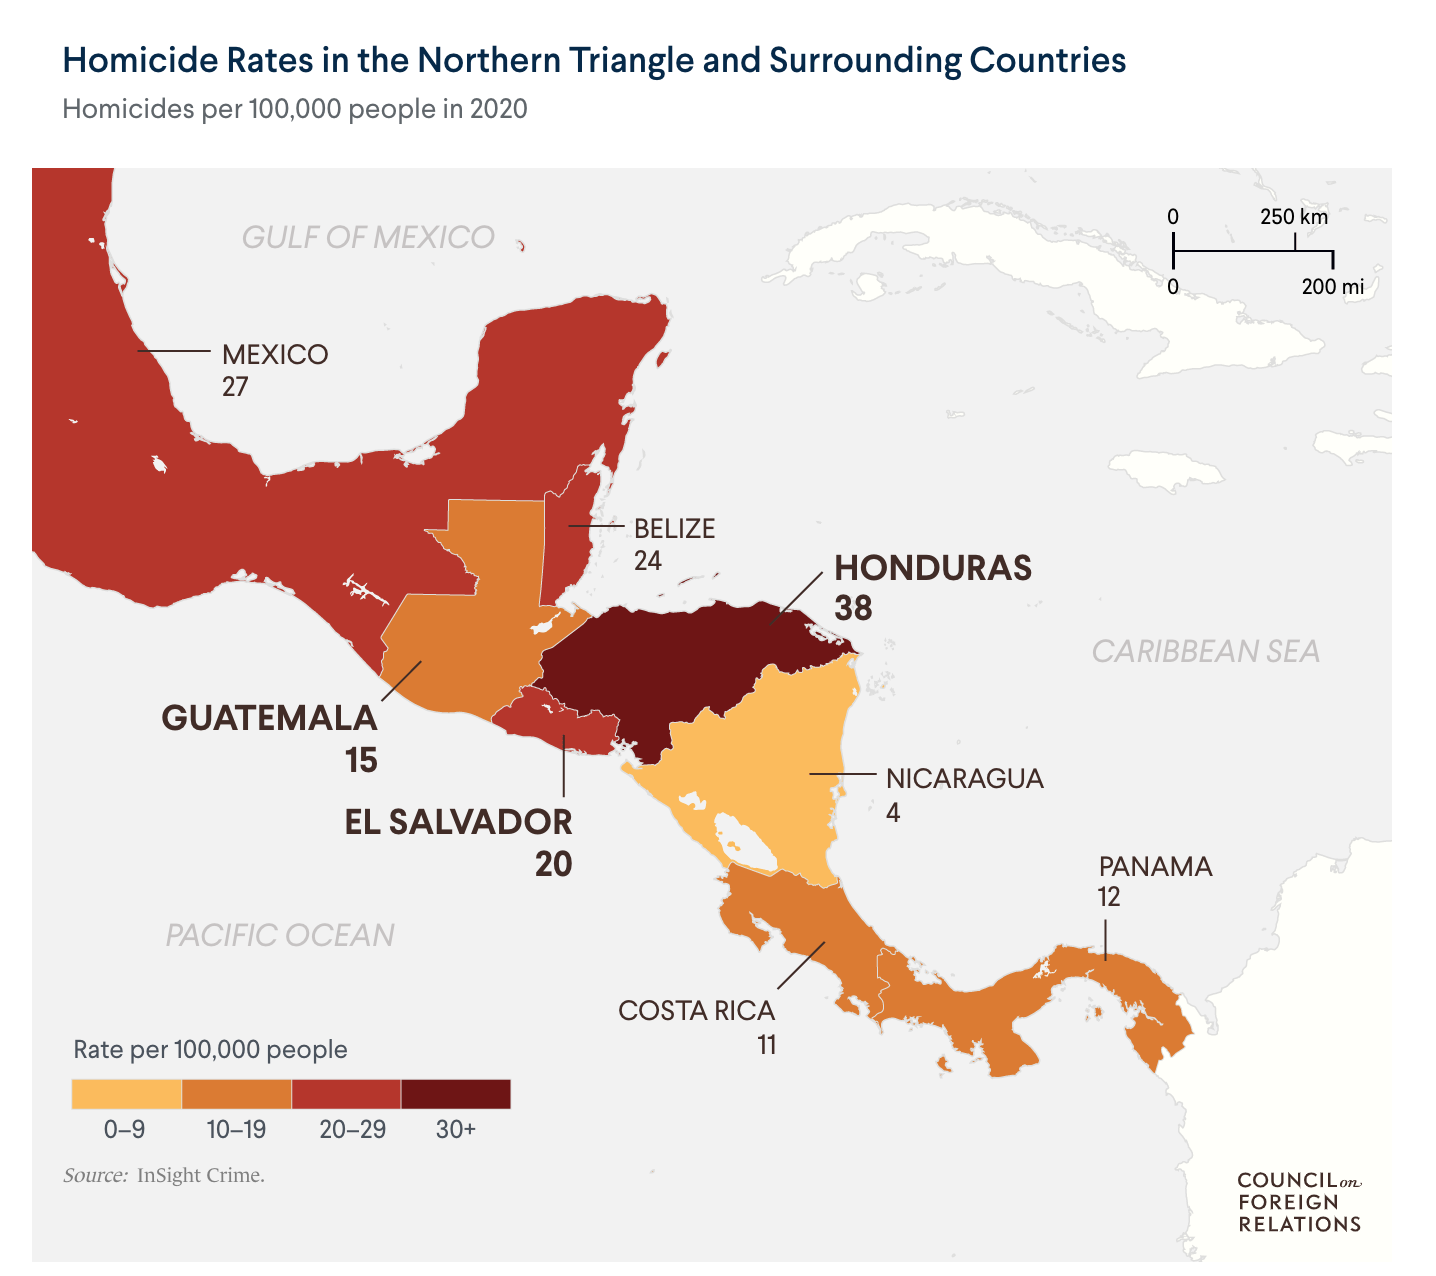 Homicide Rates in the Northern Triangle and Surrounding Countries
Homicides per 100,000 people in 2020
0 250 km
0 200 mi
GULF OF MEXICO
MEXICO
27
BELIZE
24
HONDURAS
38
CARIBBEAN SEA
GUATEMALA
15
EL SALVADOR
20
NICARAGUA
4
PANAMA
12
PACIFIC OCEAN
COSTA RICA
11
Rate per 100,000 people
0–9 10–19 20–29 30+
Source: InSight Crime.
COUNCIL on
FOREIGN
RELATIONS